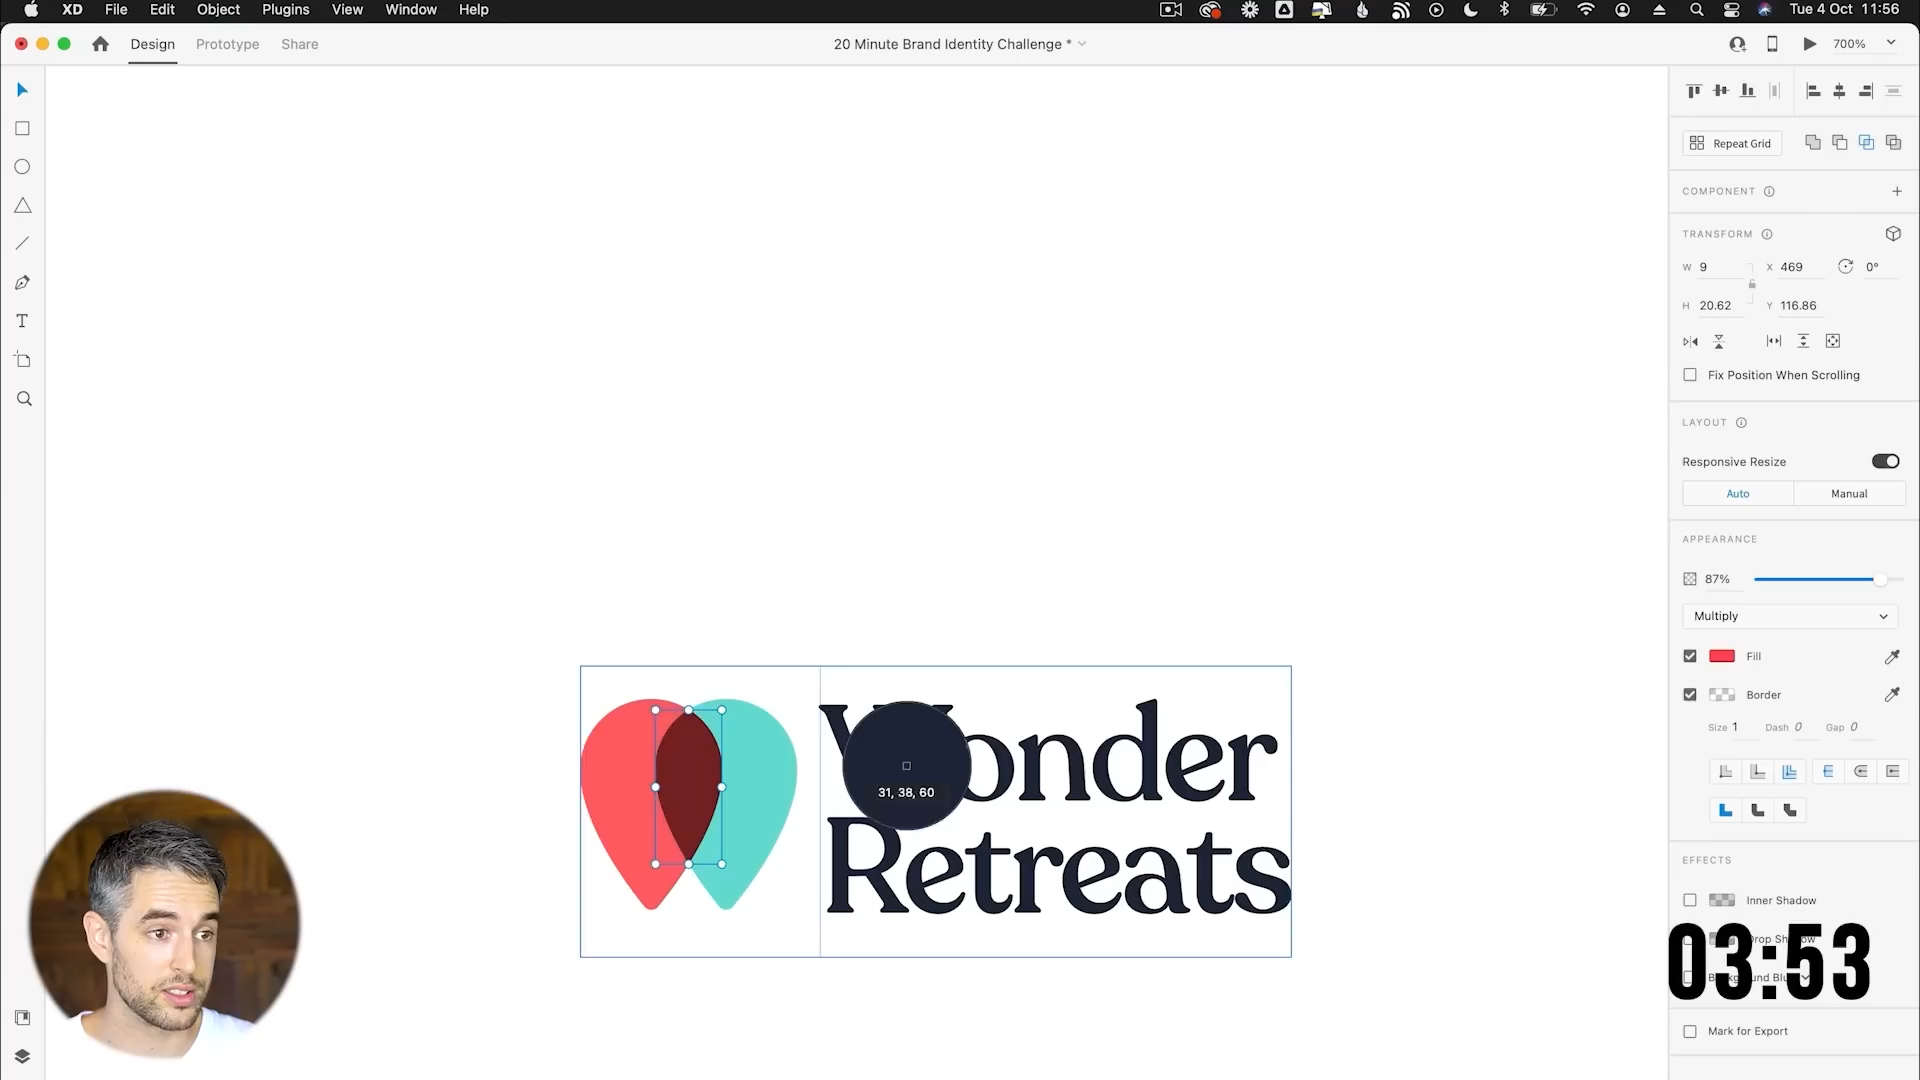 XD File Edit Object Plugins View Window Help Tue 4 Oct 11:56
Design Prototype Share 20 Minute Brand Identity Challenge * 700%
Repeat Grid
COMPONENT
TRANSFORM
W 9 X 469 0°
H 20.62 Y 116.86
Fix Position When Scrolling
LAYOUT
Responsive Resize
Auto Manual
APPEARANCE
87%
Multiply
Fill
Border
Size 1 Dash 0 Gap 0
Wonder
31, 38, 60
Retreats
EFFECTS
Inner Shadow
Drop Shadow
03:53
Mark for Export